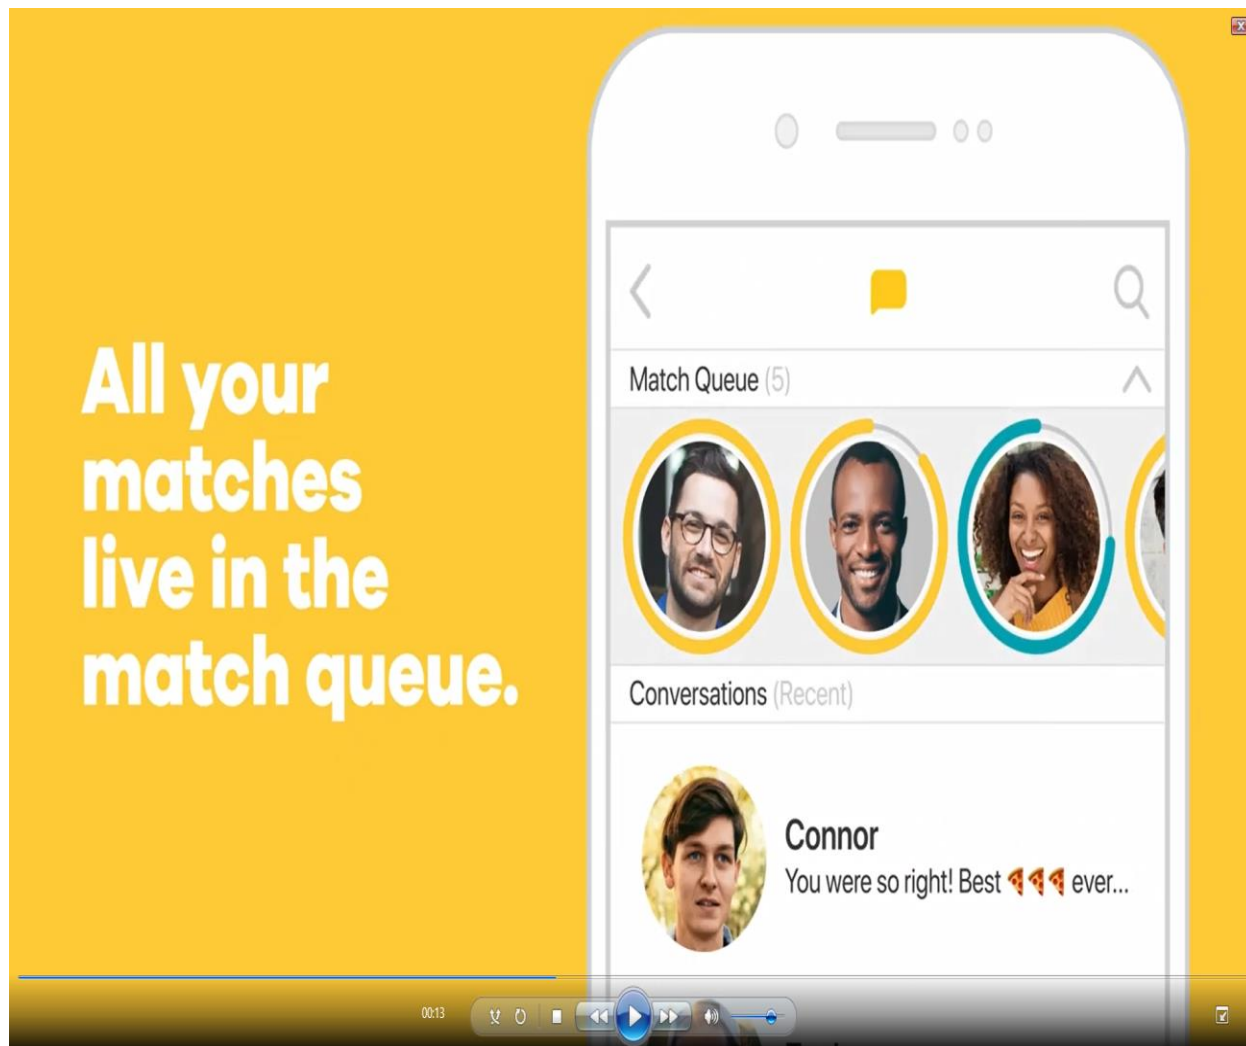 All your
matches
live in the
match queue.
Match Queue (5)
Conversations (Recent)
Connor
You were so right! Best 🍕🍕🍕 ever...
00:13